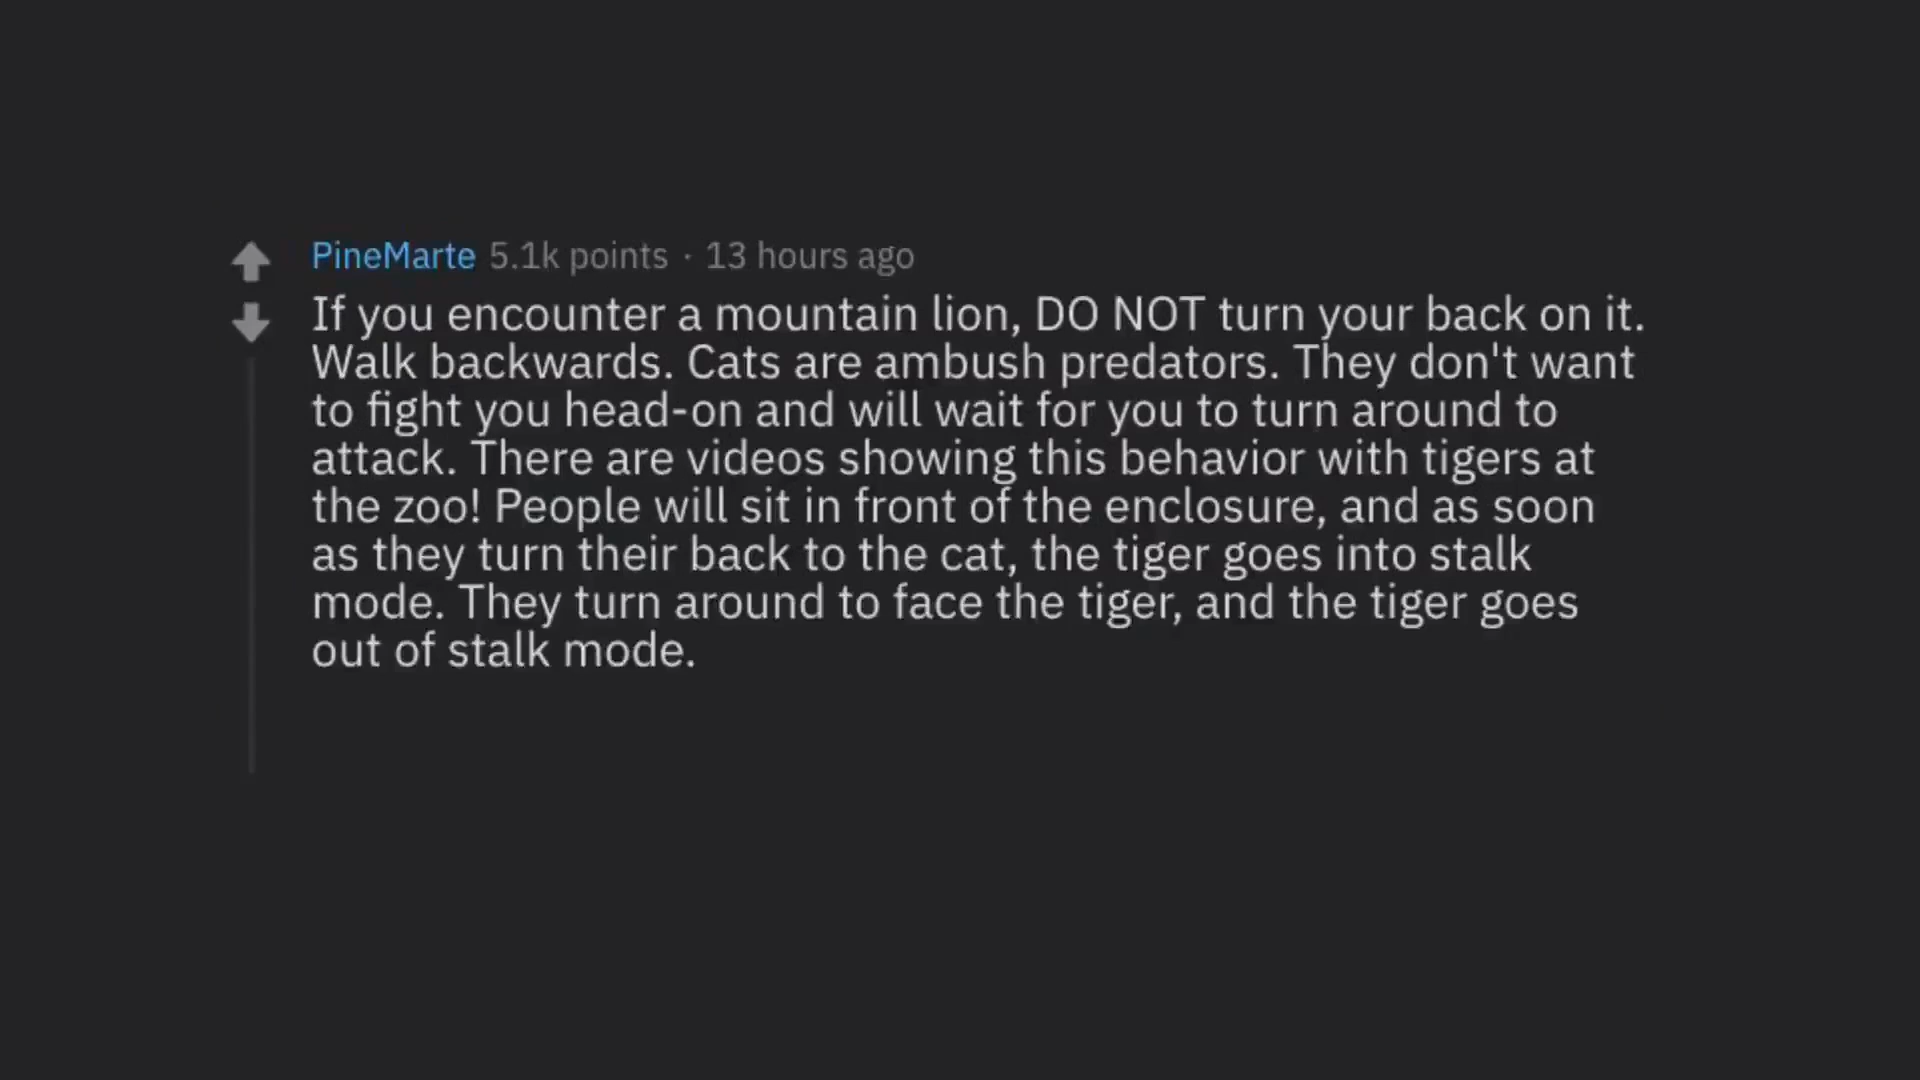 PineMarte 5.1k points · 13 hours ago
If you encounter a mountain lion, DO NOT turn your back on it.
Walk backwards. Cats are ambush predators. They don't want
to fight you head-on and will wait for you to turn around to
attack. There are videos showing this behavior with tigers at
the zoo! People will sit in front of the enclosure, and as soon
as they turn their back to the cat, the tiger goes into stalk
mode. They turn around to face the tiger, and the tiger goes
out of stalk mode.